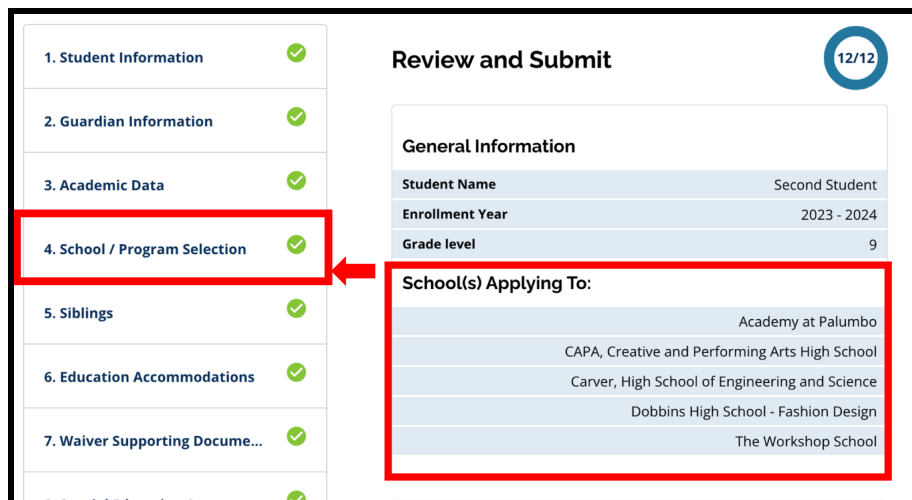 1. Student Information
2. Guardian Information
3. Academic Data
4. School / Program Selection
5. Siblings
6. Education Accommodations
7. Waiver Supporting Docume...
Review and Submit
12/12
General Information
Student Name Second Student
Enrollment Year 2023 - 2024
Grade level 9
School(s) Applying To:
Academy at Palumbo
CAPA, Creative and Performing Arts High School
Carver, High School of Engineering and Science
Dobbins High School - Fashion Design
The Workshop School